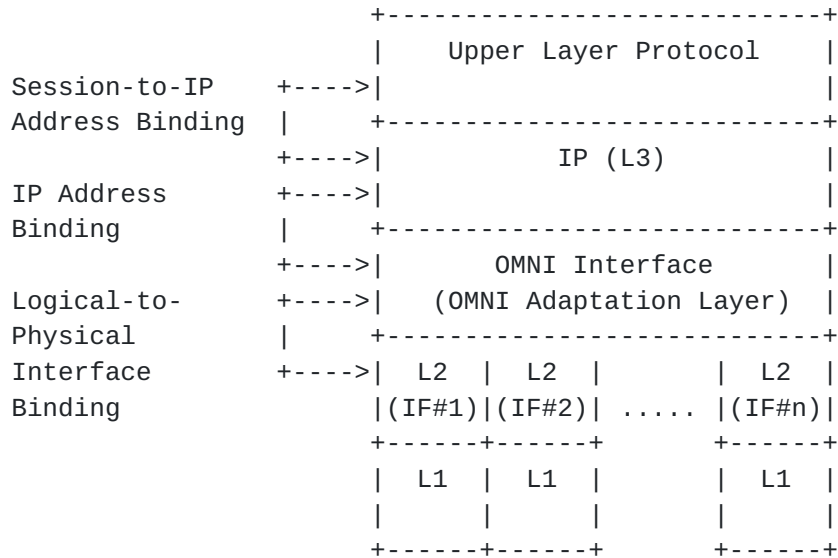 +----------------------------+
                     |    Upper Layer Protocol    |
Session-to-IP  +---->|                            |
Address Binding  |   +----------------------------+
               +---->|           IP (L3)          |
IP Address     +---->|                            |
Binding        |     +----------------------------+
               +---->|       OMNI Interface       |
Logical-to-    +---->|   (OMNI Adaptation Layer)  |
Physical       |     +----------------------------+
Interface      +---->|  L2  |  L2  |       |  L2  |
Binding              |(IF#1)|(IF#2)| ..... |(IF#n)|
                     +------+------+       +------+
                     |  L1  |  L1  |       |  L1  |
                     |      |      |       |      |
                     +------+------+       +------+